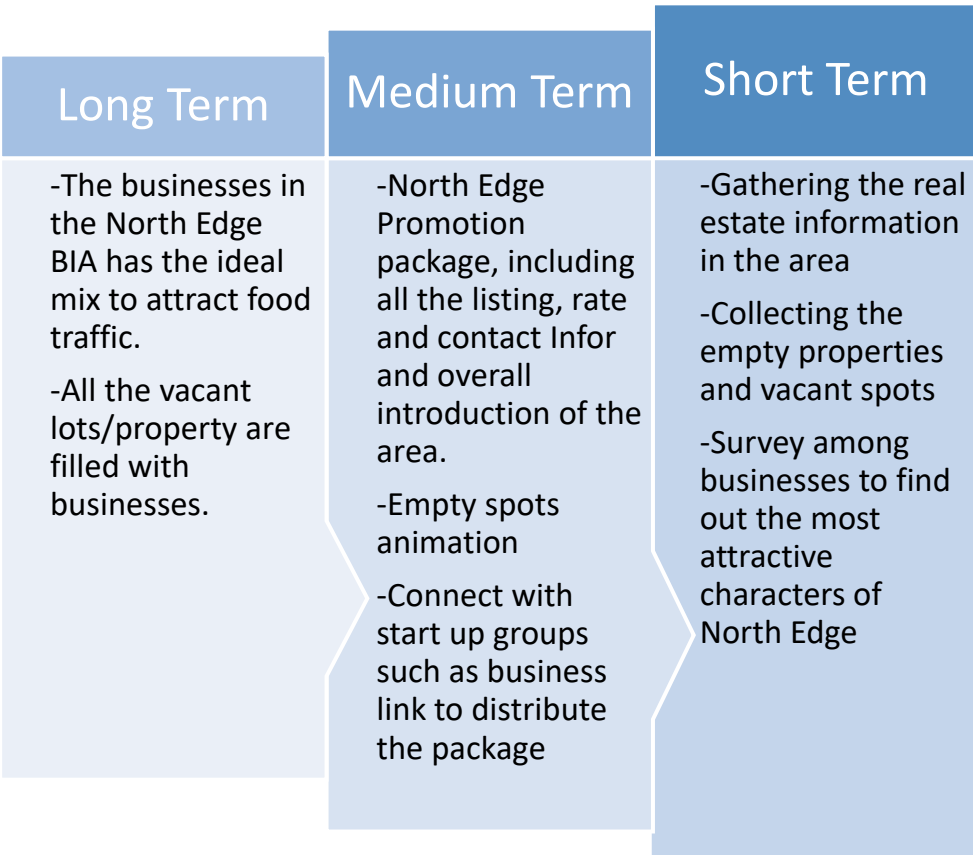 Long Term
-The businesses in
the North Edge
BIA has the ideal
mix to attract food
traffic.
-All the vacant
lots/property are
filled with
businesses.
Medium Term
-North Edge
Promotion
package, including
all the listing, rate
and contact Infor
and overall
introduction of the
area.
-Empty spots
animation
-Connect with
start up groups
such as business
link to distribute
the package
Short Term
-Gathering the real
estate information
in the area
-Collecting the
empty properties
and vacant spots
-Survey among
businesses to find
out the most
attractive
characters of
North Edge